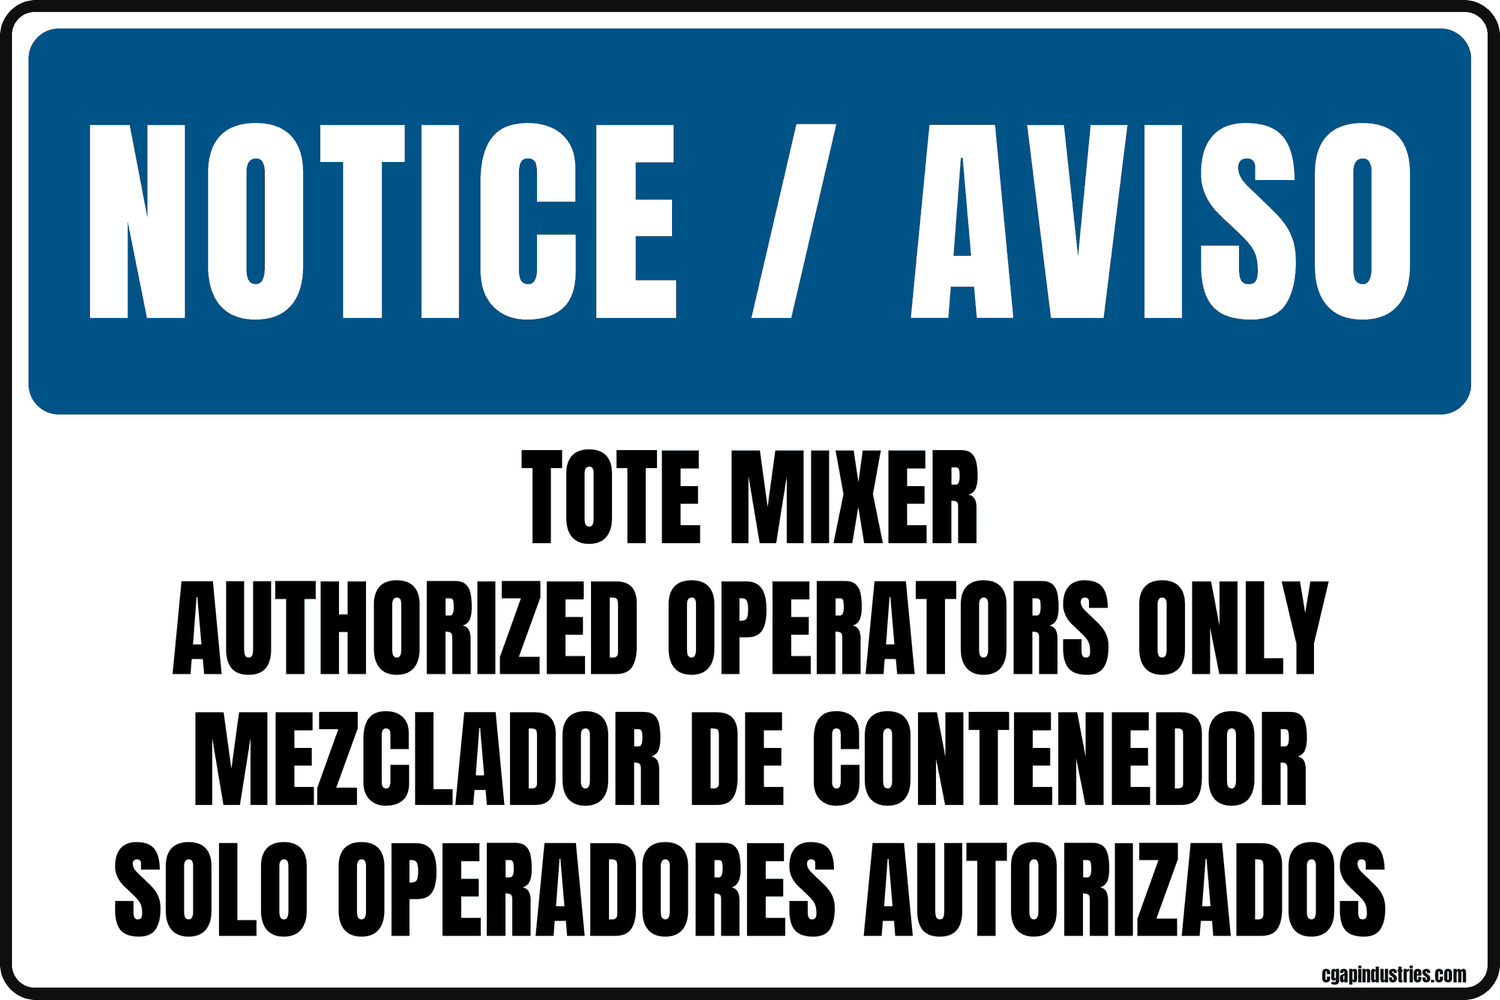 NOTICE / AVISO
TOTE MIXER
AUTHORIZED OPERATORS ONLY
MEZCLADOR DE CONTENEDOR
SOLO OPERADORES AUTORIZADOS
cgapindustries.com